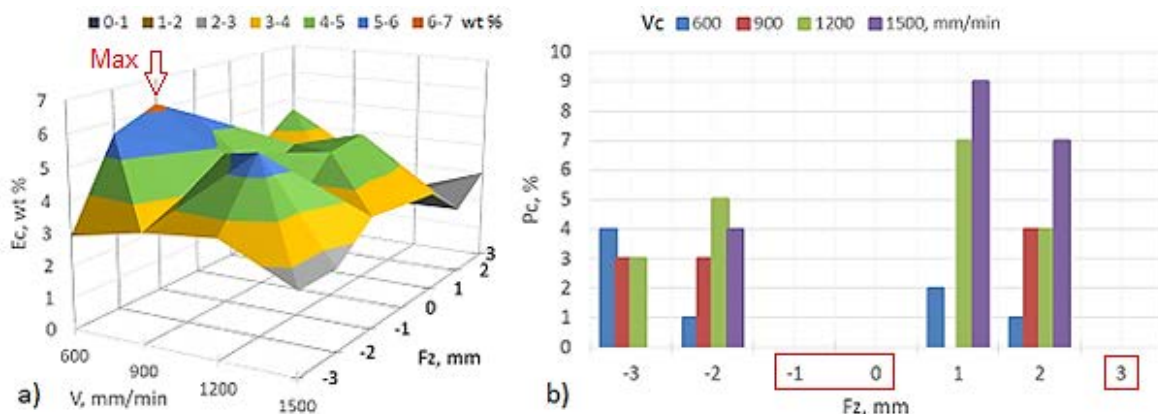 0-1 1-2 2-3 3-4 4-5 5-6 6-7 wt %
Max
7
6
5
4
3
2
1
0
Ec, wt %
600
900
1200
1500
V, mm/min
-3
-2
-1
0
1
2
3
Fz, mm
a)
Vc 600 900 1200 1500, mm/min
10
9
8
7
6
5
4
3
2
1
0
Pc, %
-3 -2 -1 0 1 2 3
Fz, mm
b)